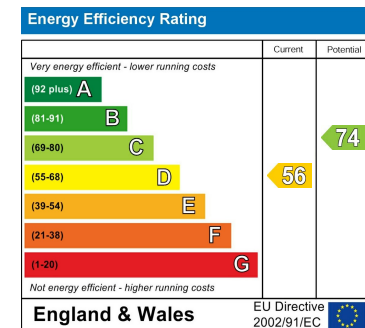 Energy Efficiency Rating
Current Potential
Very energy efficient - lower running costs
(92 plus) A
(81-91) B
(69-80) C
74
(55-68) D
56
(39-54) E
(21-38) F
(1-20) G
Not energy efficient - higher running costs
England & Wales
EU Directive
2002/91/EC